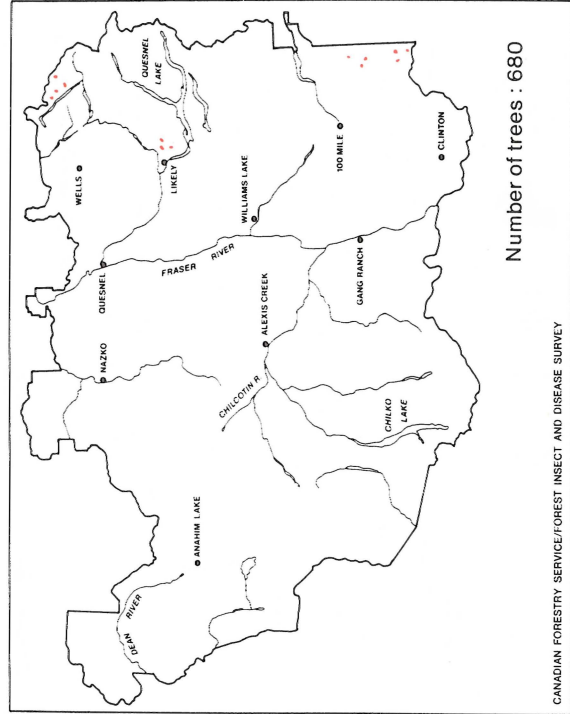 WELLS
QUESNEL
LAKE
LIKELY
QUESNEL
NAZKO
FRASER RIVER
WILLIAMS LAKE
ALEXIS CREEK
CHILCOTIN R
ANAHIM LAKE
DEAN RIVER
100 MILE
GANG RANCH
CHILKO
LAKE
CLINTON
Number of trees : 680
CANADIAN FORESTRY SERVICE/FOREST INSECT AND DISEASE SURVEY